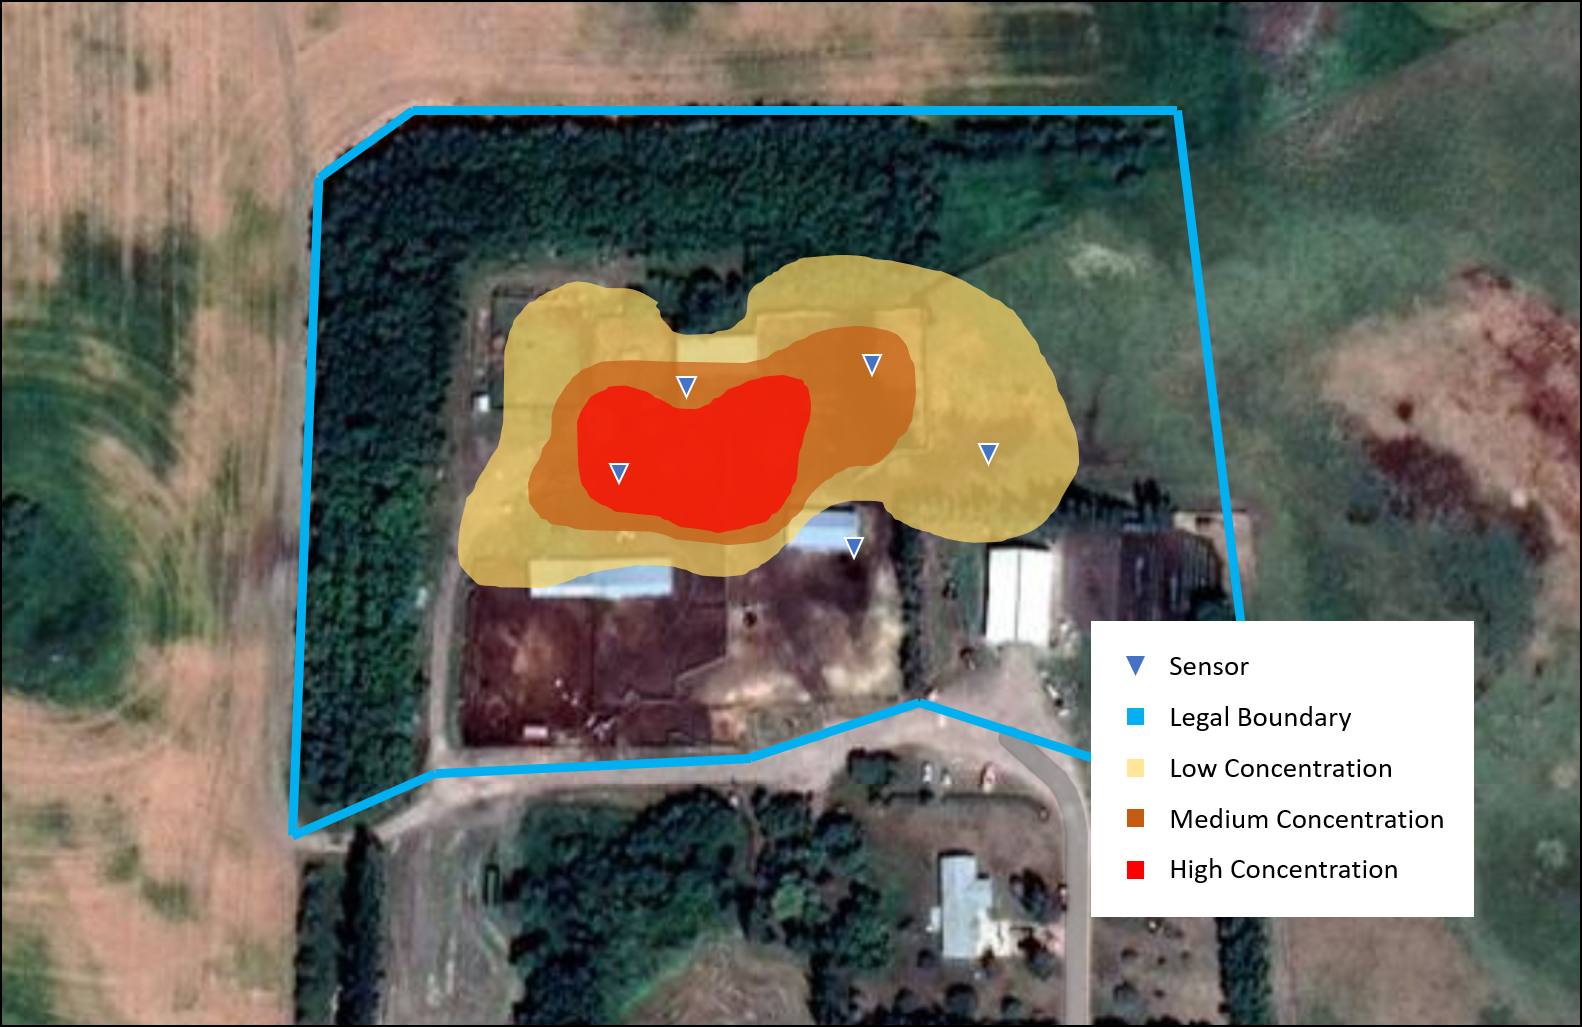 Sensor
Legal Boundary
Low Concentration
Medium Concentration
High Concentration